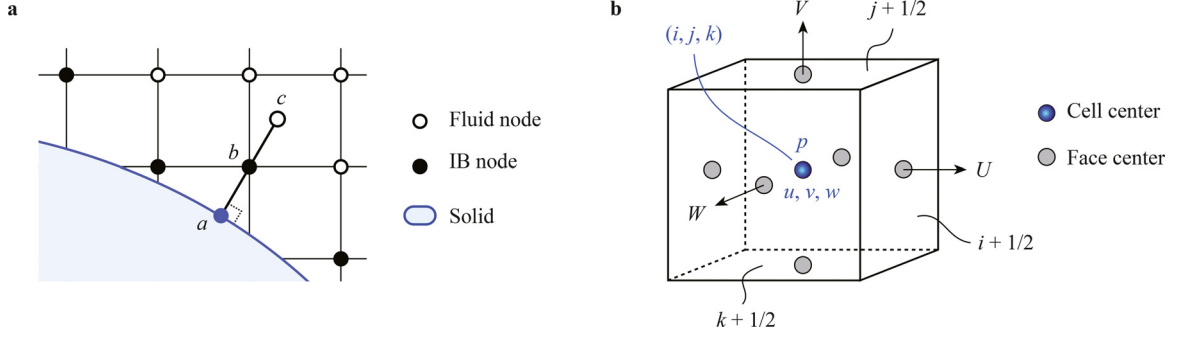 a
c
b
a
Fluid node
IB node
Solid
b
V
j + 1/2
(i, j, k)
p
u, v, w
U
W
i + 1/2
k + 1/2
Cell center
Face center